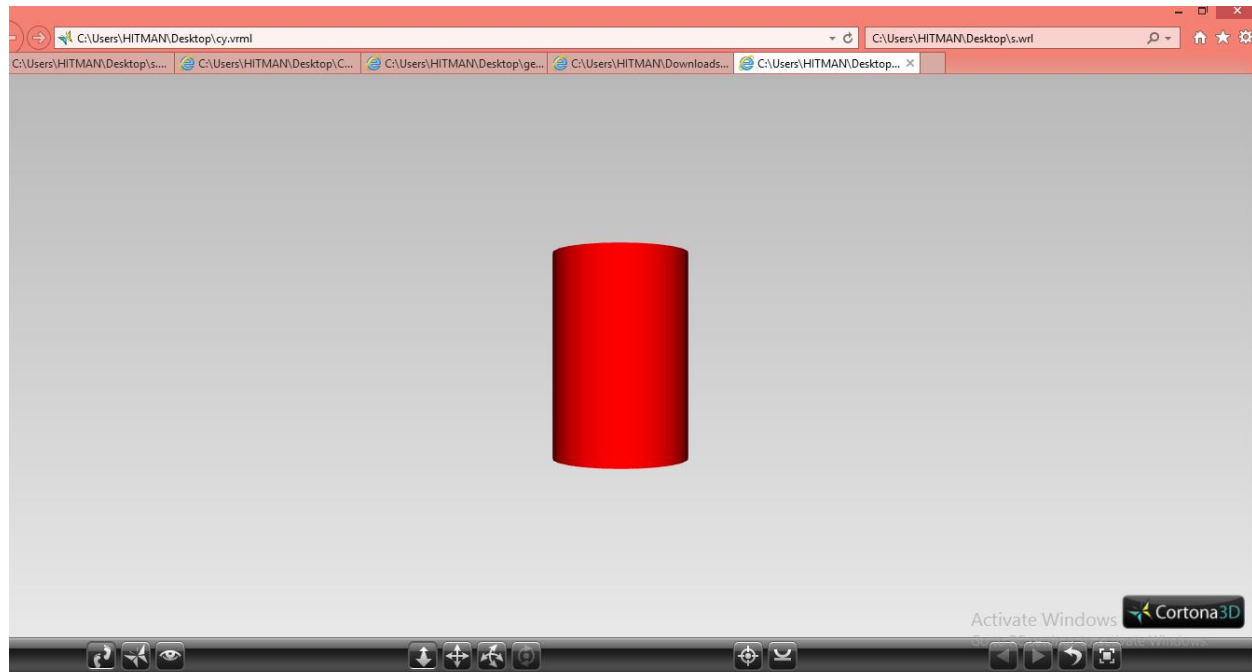 C:\Users\HITMAN\Desktop\cy.vrml
C:\Users\HITMAN\Desktop\s.wrl
C:\Users\HITMAN\Desktop\s....
C:\Users\HITMAN\Desktop\C...
C:\Users\HITMAN\Desktop\ge...
C:\Users\HITMAN\Downloads...
C:\Users\HITMAN\Desktop...
Activate Windows
Cortona3D